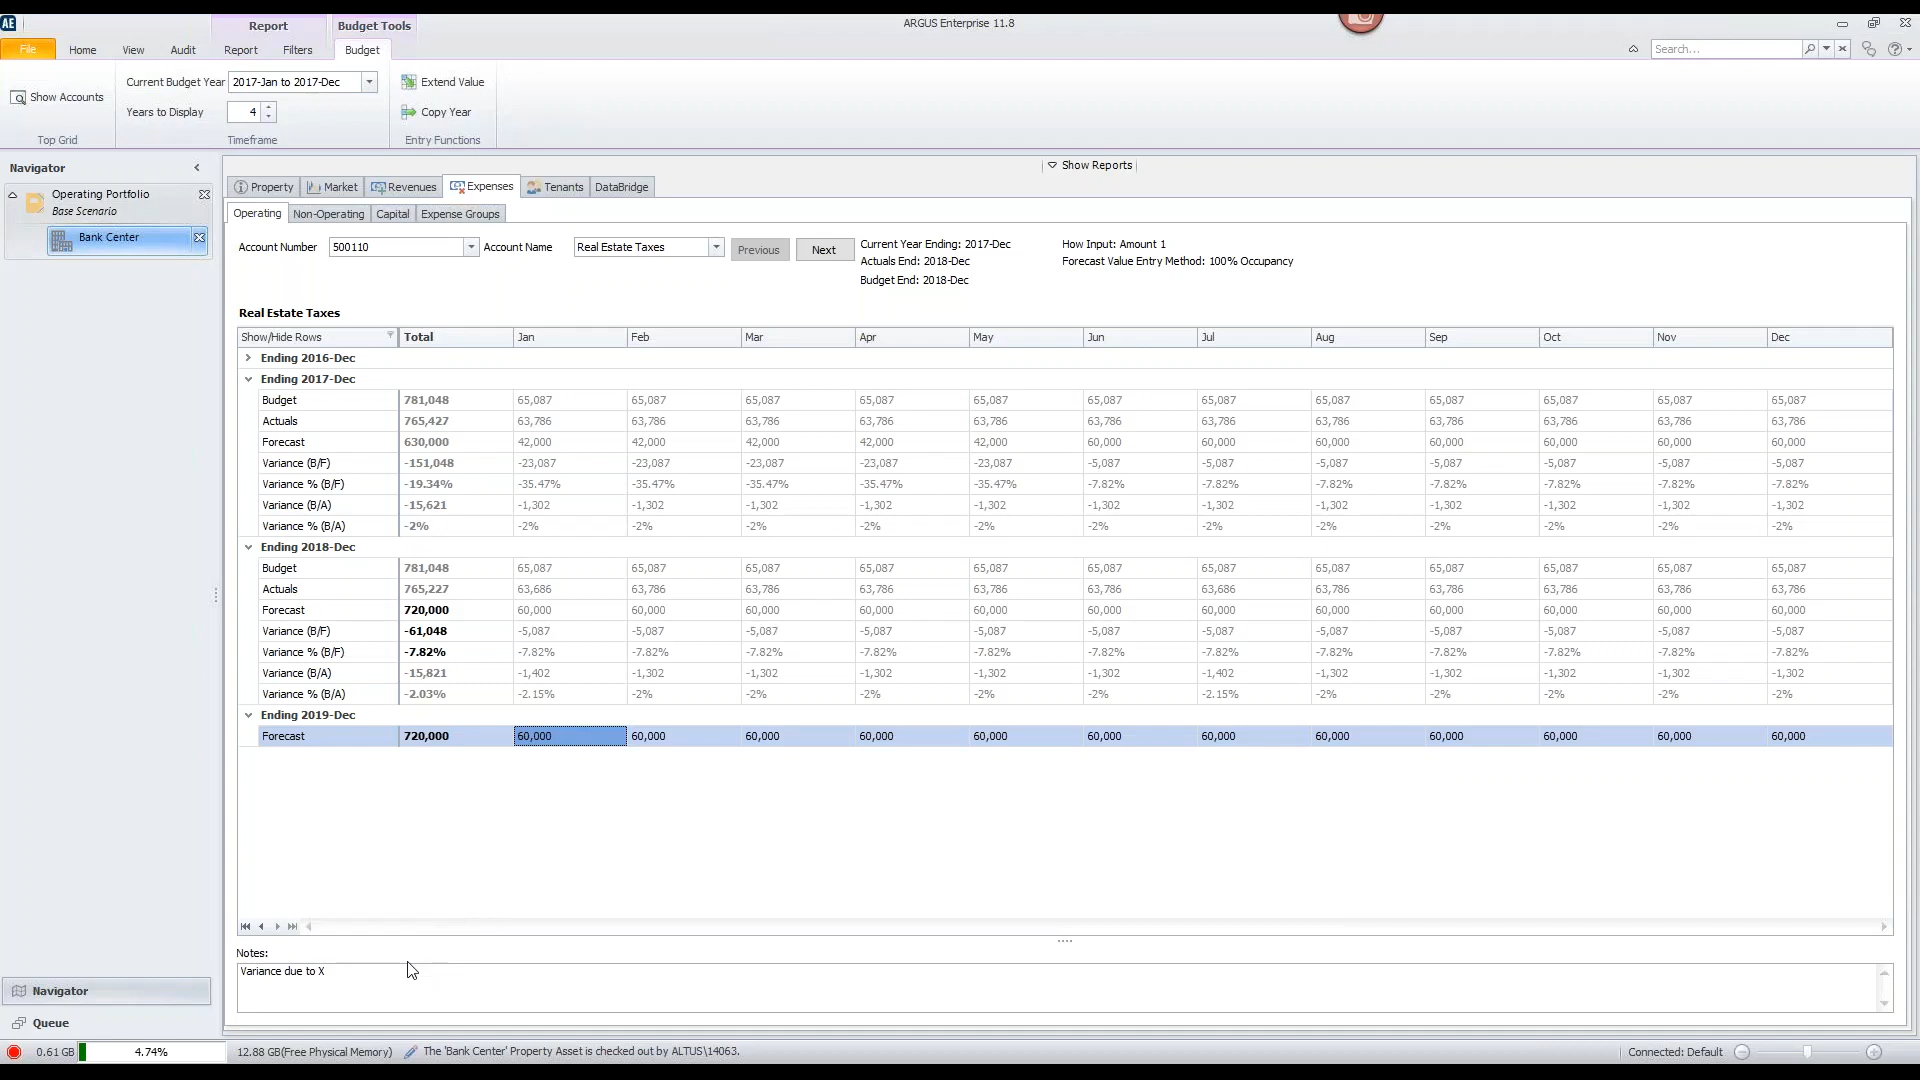 AE Report Budget Tools ARGUS Enterprise 11.8
File Home View Audit Report Filters Budget Search...
Show Accounts Current Budget Year 2017-Jan to 2017-Dec Extend Value
Years to Display 4 Copy Year
Top Grid Timeframe Entry Functions
Navigator Show Reports
Operating Portfolio
Base Scenario
Bank Center
Property Market Revenues Expenses Tenants DataBridge
Operating Non-Operating Capital Expense Groups
Account Number 500110 Account Name Real Estate Taxes Previous Next
Current Year Ending: 2017-Dec How Input: Amount 1
Actuals End: 2018-Dec Forecast Value Entry Method: 100% Occupancy
Budget End: 2018-Dec
Real Estate Taxes
Show/Hide Rows Total Jan Feb Mar Apr May Jun Jul Aug Sep Oct Nov Dec
Ending 2016-Dec
Ending 2017-Dec
Budget 781,048 65,087 65,087 65,087 65,087 65,087 65,087 65,087 65,087 65,087 65,087 65,087 65,087
Actuals 765,427 63,786 63,786 63,786 63,786 63,786 63,786 63,786 63,786 63,786 63,786 63,786 63,786
Forecast 630,000 42,000 42,000 42,000 42,000 42,000 60,000 60,000 60,000 60,000 60,000 60,000 60,000
Variance (B/F) -151,048 -23,087 -23,087 -23,087 -23,087 -23,087 -5,087 -5,087 -5,087 -5,087 -5,087 -5,087 -5,087
Variance % (B/F) -19.34% -35.47% -35.47% -35.47% -35.47% -35.47% -7.82% -7.82% -7.82% -7.82% -7.82% -7.82% -7.82%
Variance (B/A) -15,621 -1,302 -1,302 -1,302 -1,302 -1,302 -1,302 -1,302 -1,302 -1,302 -1,302 -1,302 -1,302
Variance % (B/A) -2% -2% -2% -2% -2% -2% -2% -2% -2% -2% -2% -2% -2%
Ending 2018-Dec
Budget 781,048 65,087 65,087 65,087 65,087 65,087 65,087 65,087 65,087 65,087 65,087 65,087 65,087
Actuals 765,227 63,686 63,786 63,786 63,786 63,786 63,786 63,686 63,786 63,786 63,786 63,786 63,786
Forecast 720,000 60,000 60,000 60,000 60,000 60,000 60,000 60,000 60,000 60,000 60,000 60,000 60,000
Variance (B/F) -61,048 -5,087 -5,087 -5,087 -5,087 -5,087 -5,087 -5,087 -5,087 -5,087 -5,087 -5,087 -5,087
Variance % (B/F) -7.82% -7.82% -7.82% -7.82% -7.82% -7.82% -7.82% -7.82% -7.82% -7.82% -7.82% -7.82% -7.82%
Variance (B/A) -15,821 -1,402 -1,302 -1,302 -1,302 -1,302 -1,302 -1,402 -1,302 -1,302 -1,302 -1,302 -1,302
Variance % (B/A) -2.03% -2.15% -2% -2% -2% -2% -2% -2.15% -2% -2% -2% -2% -2%
Ending 2019-Dec
Forecast 720,000 60,000 60,000 60,000 60,000 60,000 60,000 60,000 60,000 60,000 60,000 60,000 60,000
Notes:
Variance due to X
Navigator
Queue
0.61 GB 4.74% 12.88 GB(Free Physical Memory) The 'Bank Center' Property Asset is checked out by ALTUS\14063. Connected: Default